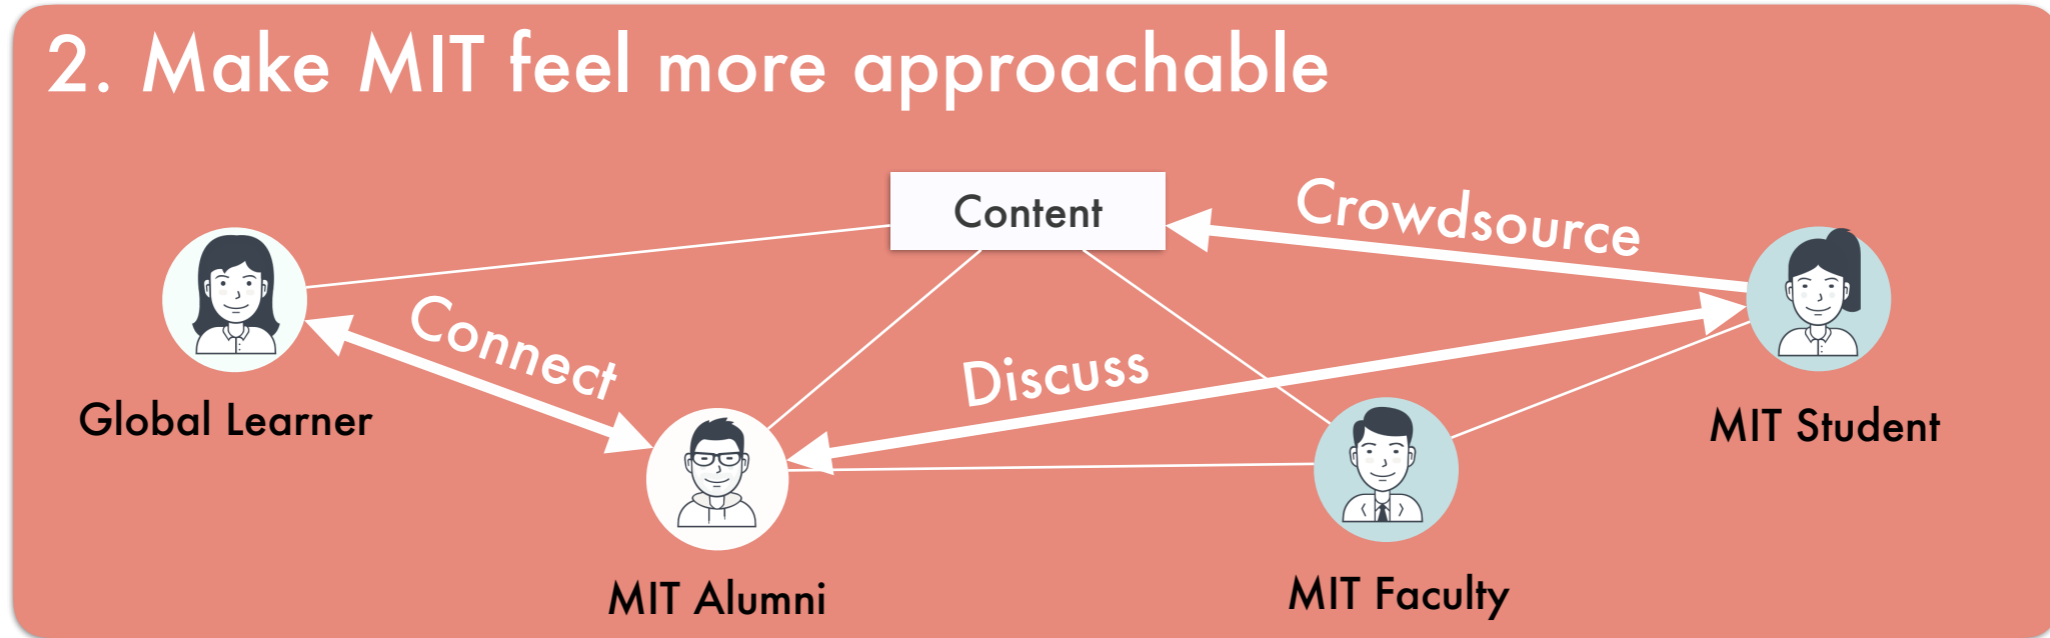 2. Make MIT feel more approachable
Content
Crowdsource
Connect
Discuss
Global Learner
MIT Student
MIT Alumni
MIT Faculty